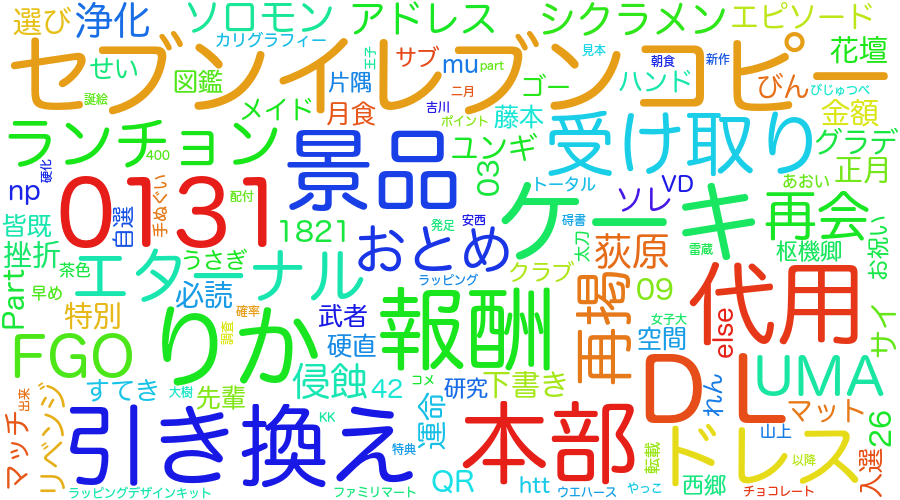 選び
浄化
ソロモン
アドレス
シクラメン
エピソード
カリグラフィー
王子
サブ
見本
朝食
新作
花壇
セブンイレブンコピー
せい
誕絵
図鑑
片隅
mu
part
ゴー
ハンド
びん
びじゅつべ
メイド
月食
二月
吉川
ポイント
藤本
金額
ランチョン
400
景品
ユンギ
受け取り
グラデ
正月
硬化
np
0131
手ぬぐい
配付
03
トータル
ソレ
VD
あおい
皆既
自選
1821
おとめ
発足
安西
碍書
ケーキ
再会
お祝い
挫折
茶色
うさぎ
太刀
荻原
雷蔵
枢機卿
Part
早め
エターナル
必読
ラッピング
クラブ
再掲
09
代用
特別
りか
確率
調査
武者
硬直
報酬
女子大
空間
else
サイ
FGO
侵蝕
42
コメ
研究
下書き
DL
UMA
すてき
大樹
先輩
れん
マット
マッチ
出来
リベンジ
引き換え
KK
運命
特典
本部
転載
ドレス
山上
26
以降
入選
ラッピングデザインキット
ファミリマート
QR
htt
ウエハース
やっこ
西郷
チョコレート